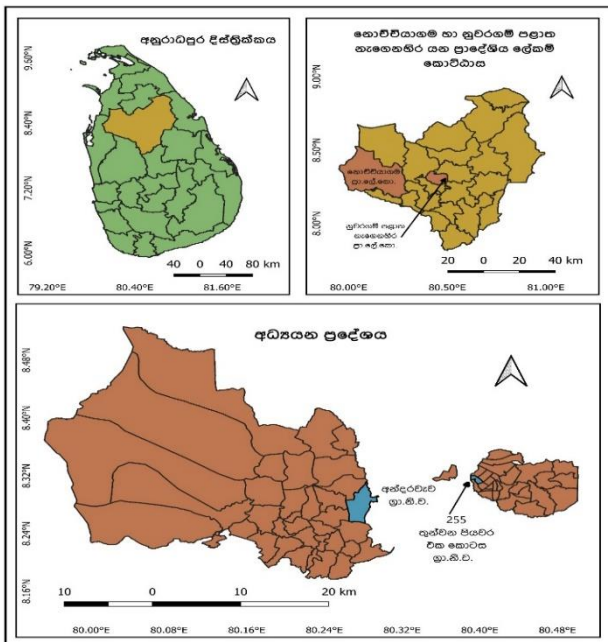 අනුරාධපුර දිස්ත්‍රික්කය
9.60°N
8.40°N
7.20°N
6.00°N
40 0 40 80 km
79.20°E 80.40°E 81.60°E
නොච්චියාගම හා නුවරගම් පළාත
නැගෙනහිර යන ප්‍රාදේශීය ලේකම්
කොට්ඨාස
9.00°N
8.50°N
8.00°N
නොච්චියාගම
ප්‍රා.ලේ.කො.
නුවරගම් පළාත
නැගෙනහිර
ප්‍රා ලේ කො
20 0 20 40 km
80.00°E 80.50°E 81.00°E
අධ්‍යයන ප්‍රදේශය
8.48°N
8.40°N
8.32°N
8.24°N
8.16°N
අන්දරවැව
ග්‍රා.නි.ව.
255
තුන්වන පියවර
එක කොටස
ග්‍රා.නි.ව.
10 0 10 20 km
80.00°E 80.08°E 80.16°E 80.24°E 80.32°E 80.40°E 80.48°E